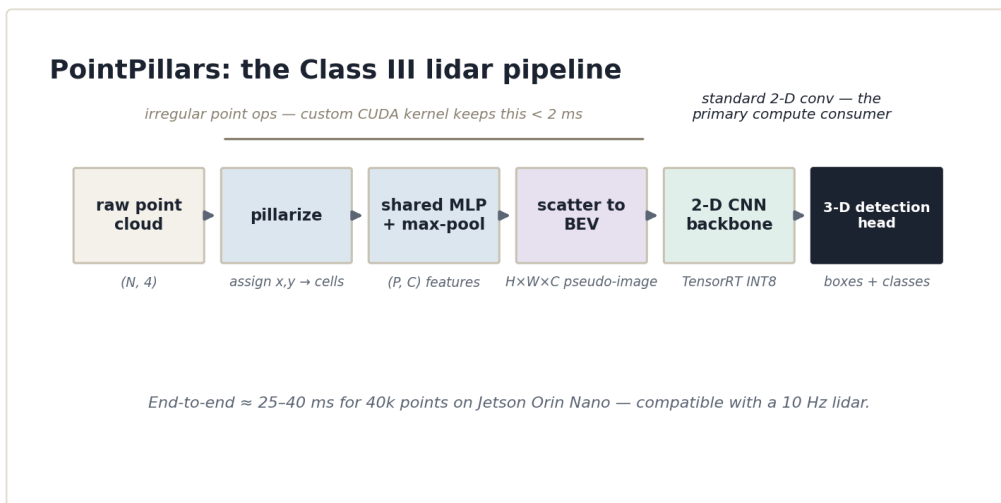 PointPillars: the Class III lidar pipeline
irregular point ops — custom CUDA kernel keeps this < 2 ms
standard 2-D conv — the
primary compute consumer
raw point
cloud
pillarize
shared MLP
+ max-pool
scatter to
BEV
2-D CNN
backbone
3-D detection
head
(N, 4)
assign x,y → cells
(P, C) features
H×W×C pseudo-image
TensorRT INT8
boxes + classes
End-to-end ≈ 25–40 ms for 40k points on Jetson Orin Nano — compatible with a 10 Hz lidar.